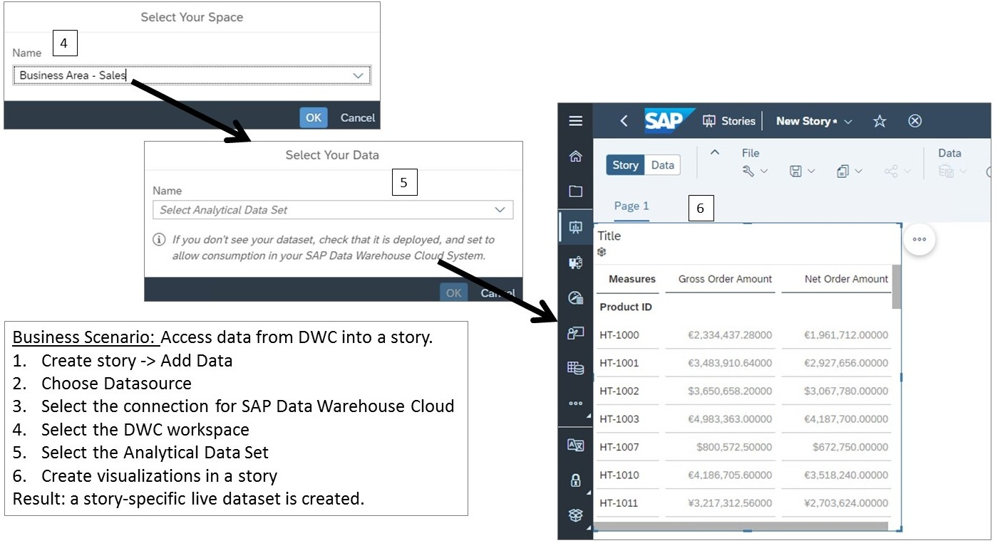 Select Your Space
4
Name
Business Area - Sales
OK Cancel
Select Your Data
5
Name
Select Analytical Data Set
If you don't see your dataset, check that it is deployed, and set to
allow consumption in your SAP Data Warehouse Cloud System.
OK Cancel
Business Scenario: Access data from DWC into a story.
1. Create story -> Add Data
2. Choose Datasource
3. Select the connection for SAP Data Warehouse Cloud
4. Select the DWC workspace
5. Select the Analytical Data Set
6. Create visualizations in a story
Result: a story-specific live dataset is created.
SAP Stories New Story*
File Data
Story Data
Page 1
6
Title
Measures Gross Order Amount Net Order Amount
Product ID
HT-1000 €2,334,437.28000 €1,961,712.00000
HT-1001 €3,483,910.64000 €2,927,656.00000
HT-1002 $3,650,658.20000 $3,067,780.00000
HT-1003 €4,983,363.00000 €4,187,700.00000
HT-1007 $800,572.50000 $672,750.00000
HT-1010 €4,186,705.60000 €3,518,240.00000
HT-1011 ¥3,217,312.56000 ¥2,703,624.00000